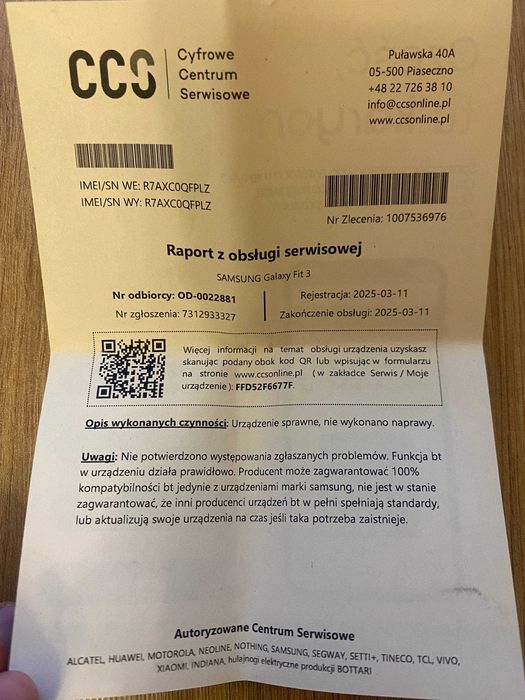 CCS
Cyfrowe
Centrum
Serwisowe
Puławska 40A
05-500 Piaseczno
+48 22 726 38 10
info@ccsonline.pl
www.ccsonline.pl
IMEI/SN WE: R7AXC0QFPLZ
IMEI/SN WY: R7AXC0QFPLZ
Nr Zlecenia: 1007536976
Raport z obsługi serwisowej
SAMSUNG Galaxy Fit 3
Nr odbiorcy: OD-0022881
Rejestracja: 2025-03-11
Nr zgłoszenia: 7312933327
Zakończenie obsługi: 2025-03-11
Więcej informacji na temat obsługi urządzenia uzyskasz
skanując podany obok kod QR lub wpisując w formularzu
na stronie www.ccsonline.pl (w zakładce Serwis / Moje
urządzenie ): FFD52F6677F.
Opis wykonanych czynności: Urządzenie sprawne, nie wykonano naprawy.
Uwagi: Nie potwierdzono występowania zgłaszanych problemów. Funkcja bt
w urządzeniu działa prawidłowo. Producent może zagwarantować 100%
kompatybilności bt jedynie z urządzeniami marki samsung, nie jest w stanie
zagwarantować, że inni producenci urządzeń bt w pełni spełniają standardy,
lub aktualizują swoje urządzenia na czas jeśli taka potrzeba zaistnieje.
Autoryzowane Centrum Serwisowe
ALCATEL, HUAWEI, MOTOROLA, NEOLINE, NOTHING, SAMSUNG, SEGWAY, SETTI+, TINECO, TCL, VIVO,
XIAOMI, INDIANA, hulajnogi elektryczne produkcji BOTTARI